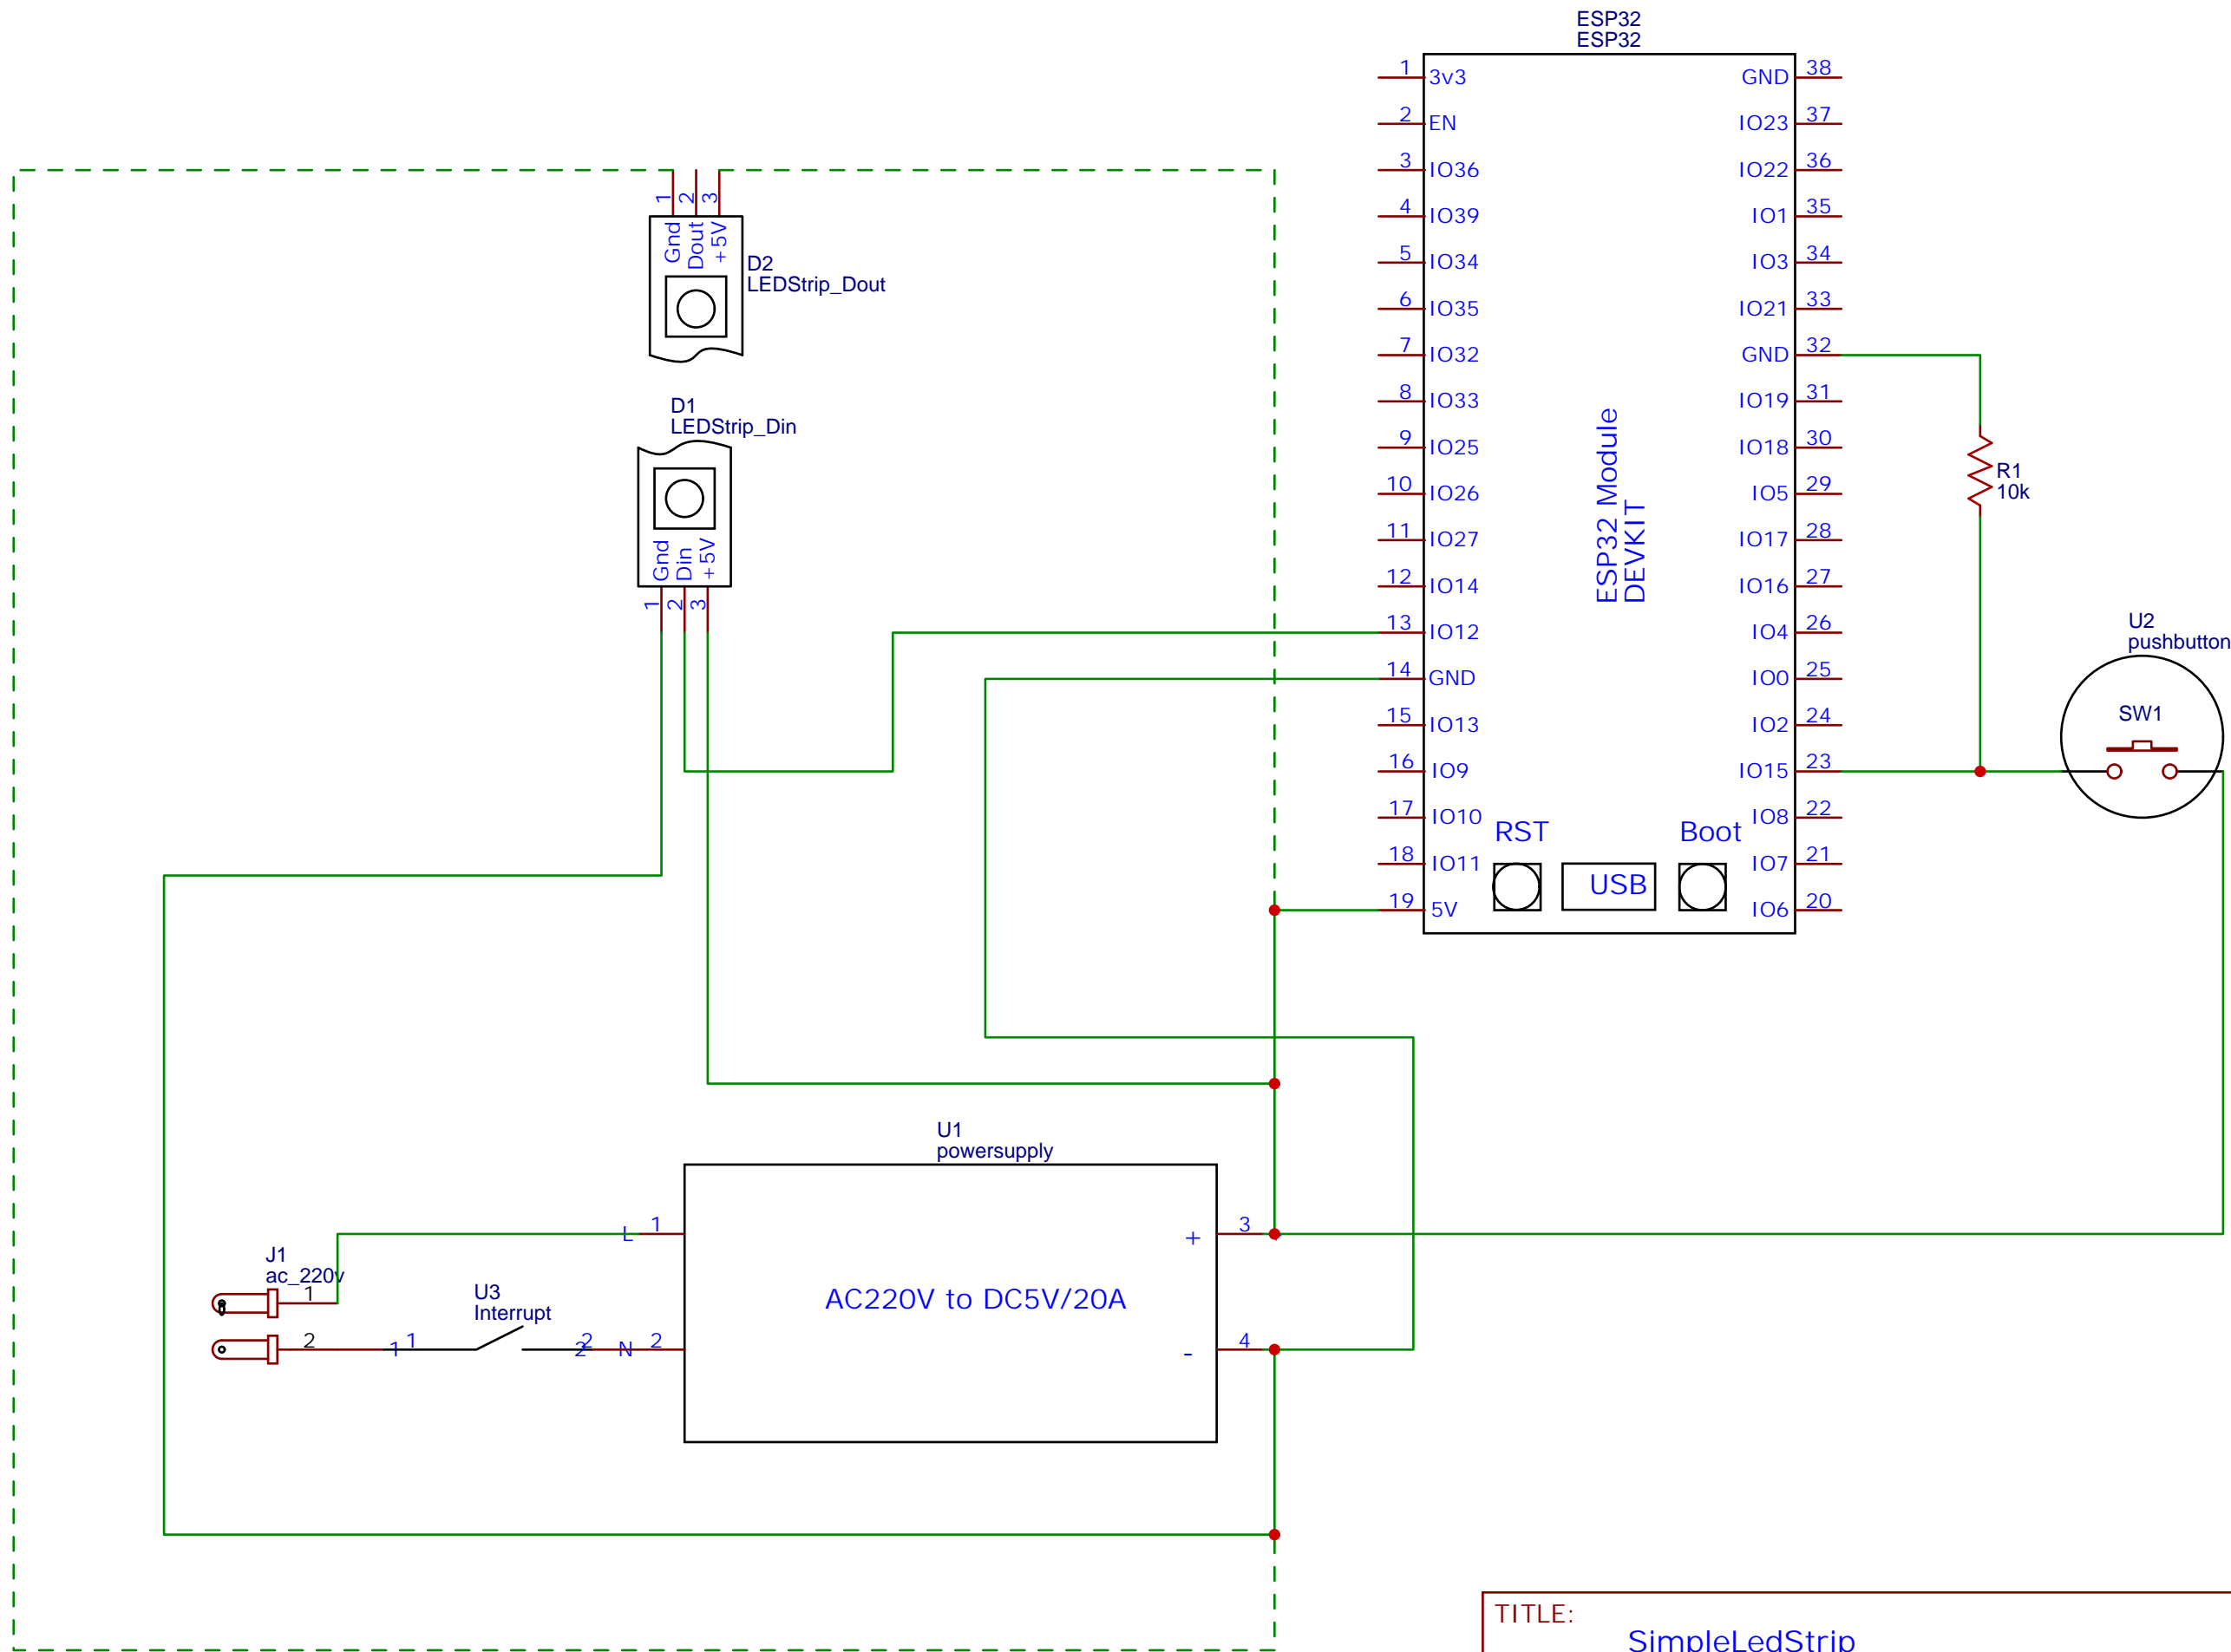 ESP32
ESP32
1 3v3
2 EN
3 IO36
4 IO39
5 IO34
6 IO35
7 IO32
8 IO33
9 IO25
10 IO26
11 IO27
12 IO14
13 IO12
14 GND
15 IO13
16 IO9
17 IO10
18 IO11
19 5V
GND 38
IO23 37
IO22 36
IO1 35
IO3 34
IO21 33
GND 32
IO19 31
IO18 30
IO5 29
IO17 28
IO16 27
IO4 26
IO0 25
IO2 24
IO15 23
IO8 22
IO7 21
IO6 20
ESP32 Module
DEVKIT
RST
USB
Boot
1 2 3
Gnd
Dout
+5V
D2
LEDStrip_Dout
D1
LEDStrip_Din
Gnd
Din
+5V
1 2 3
R1
10k
U2
pushbutton
SW1
U1
powersupply
L 1
N 2
+ 3
- 4
AC220V to DC5V/20A
J1
ac_220v
1
2
U3
Interrupt
1 1
2 2
TITLE:
SimpleLedStrip